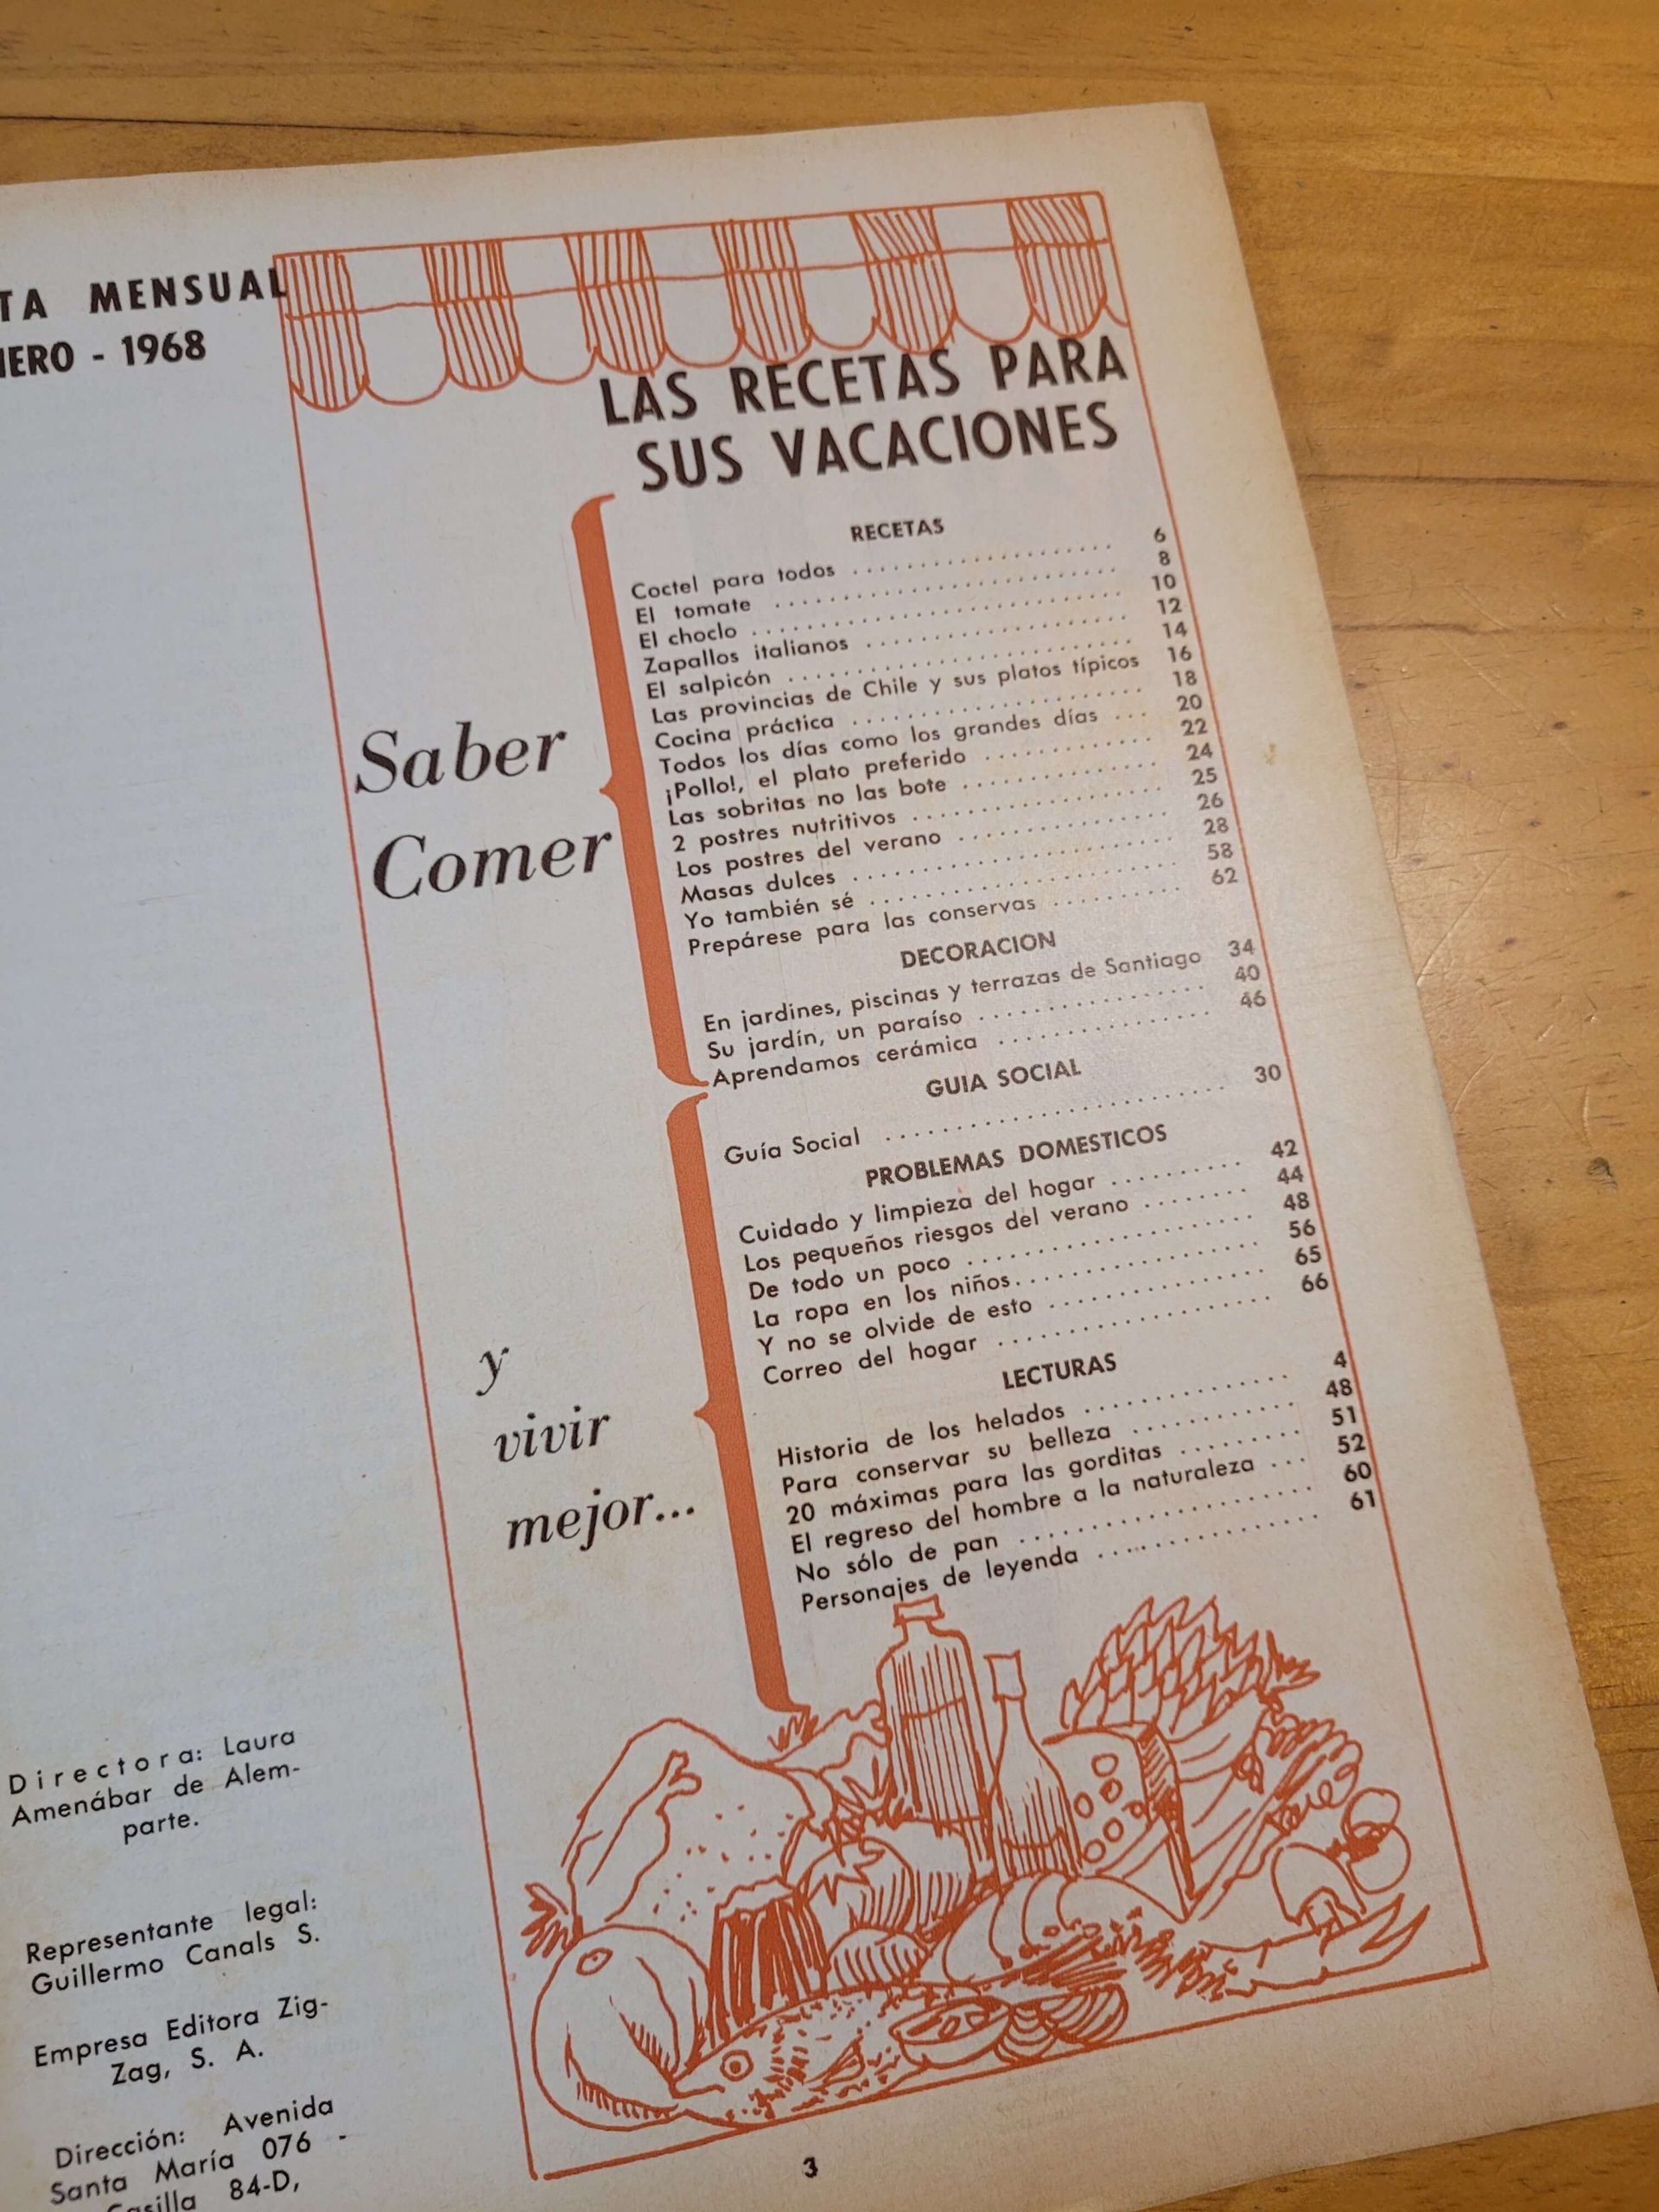 MENSUAL
- 1968
LAS RECETAS PARA
SUS VACACIONES
Saber
Comer
RECETAS
Coctel para todos .................... 6
El tomate .......................... 8
El choclo ............................ 10
Zapallos italianos .................... 12
El salpicón .......................... 14
Las provincias de Chile y sus platos típicos 16
Cocina práctica ...................... 18
Todos los días como los grandes días ... 20
¡Pollo!, el plato preferido ............. 22
Las sobritas no las bote ............... 24
2 postres nutritivos ................... 25
Los postres del verano ................ 26
Masas dulces ........................ 28
Yo también sé ....................... 58
Prepárese para las conservas .......... 62
DECORACION
En jardines, piscinas y terrazas de Santiago 34
Su jardín, un paraíso ................. 40
Aprendamos cerámica ................ 46
y
vivir
mejor...
GUIA SOCIAL
Guía Social .......................... 30
PROBLEMAS DOMESTICOS
Cuidado y limpieza del hogar .......... 42
Los pequeños riesgos del verano ........ 44
De todo un poco ..................... 48
La ropa en los niños.................. 56
Y no se olvide de esto ................ 65
Correo del hogar ..................... 66
LECTURAS
Historia de los helados ............... 4
Para conservar su belleza ............ 48
20 máximas para las gorditas ......... 51
El regreso del hombre a la naturaleza ... 52
No sólo de pan ...................... 60
Personajes de leyenda ................ 61
Directora: Laura
Amenábar de Alem-
parte.
Representante legal:
Guillermo Canals S.
Empresa Editora Zig-
Zag, S. A.
Dirección: Avenida
Santa María 076 -
84-D,
3